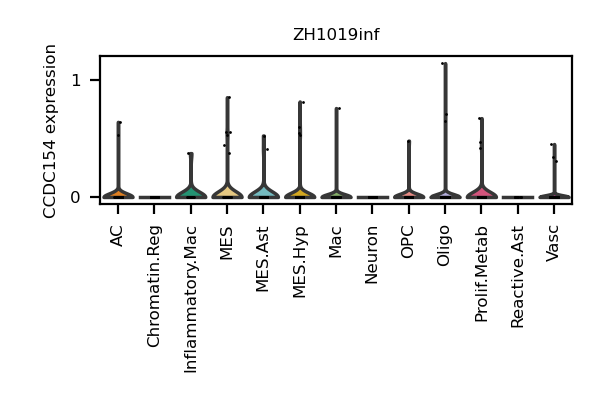 ZH1019inf
CCDC154 expression
1
0
AC
Chromatin.Reg
Inflammatory.Mac
MES
MES.Ast
MES.Hyp
Mac
Neuron
OPC
Oligo
Prolif.Metab
Reactive.Ast
Vasc